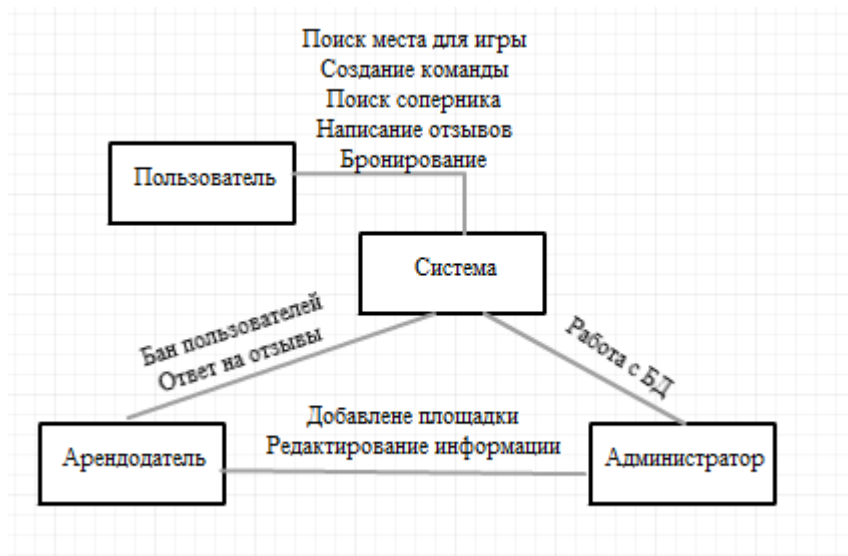 Поиск места для игры
Создание команды
Поиск соперника
Написание отзывов
Бронирование
Пользователь
Система
Бан пользователей
Ответ на отзывы
Работа с БД
Добавлене площадки
Редактирование информации
Арендодатель
Администратор